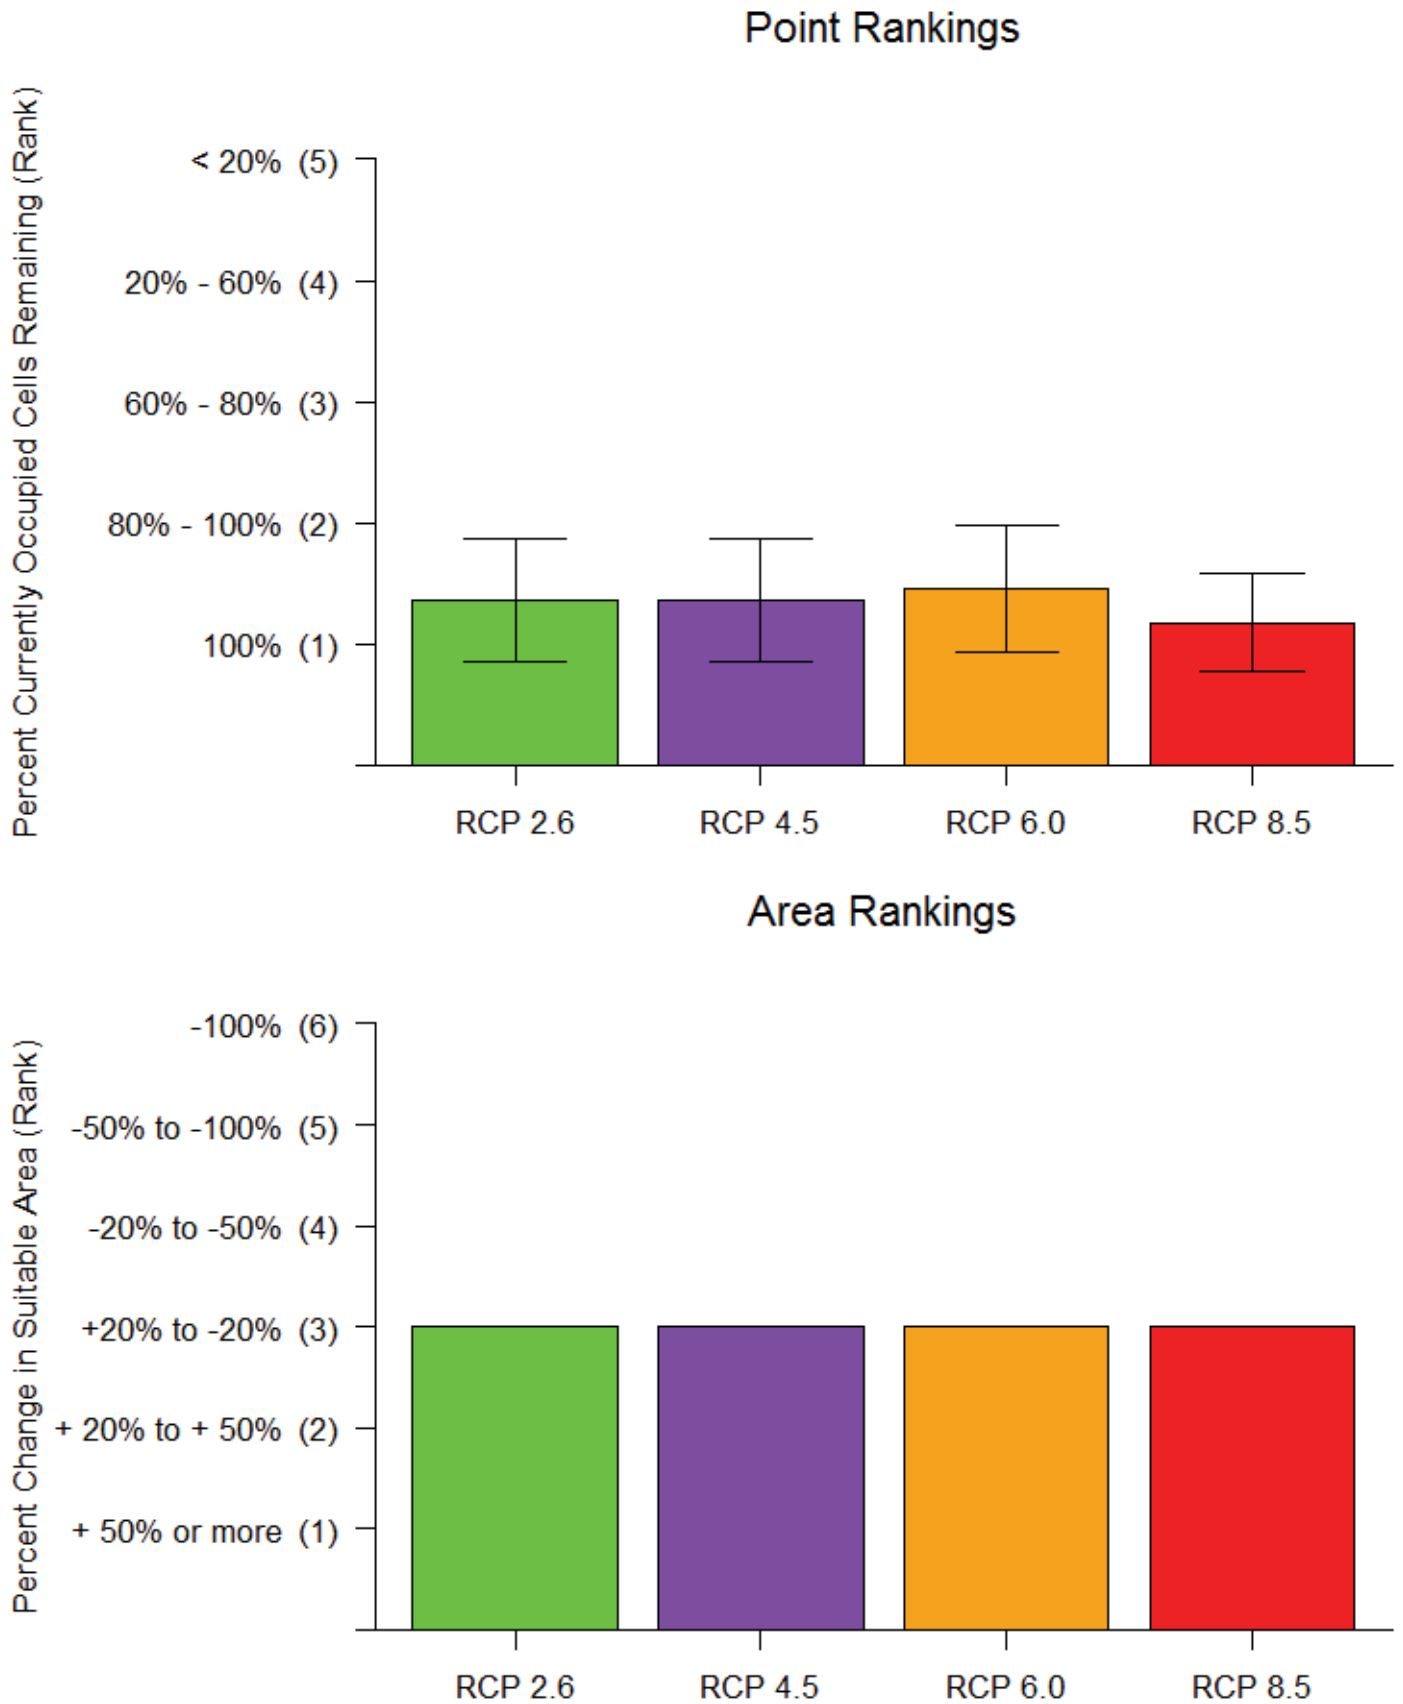 Point Rankings
Percent Currently Occupied Cells Remaining (Rank)
< 20% (5)
20% - 60% (4)
60% - 80% (3)
80% - 100% (2)
100% (1)
RCP 2.6 RCP 4.5 RCP 6.0 RCP 8.5
Area Rankings
Percent Change in Suitable Area (Rank)
-100% (6)
-50% to -100% (5)
-20% to -50% (4)
+20% to -20% (3)
+ 20% to + 50% (2)
+ 50% or more (1)
RCP 2.6 RCP 4.5 RCP 6.0 RCP 8.5